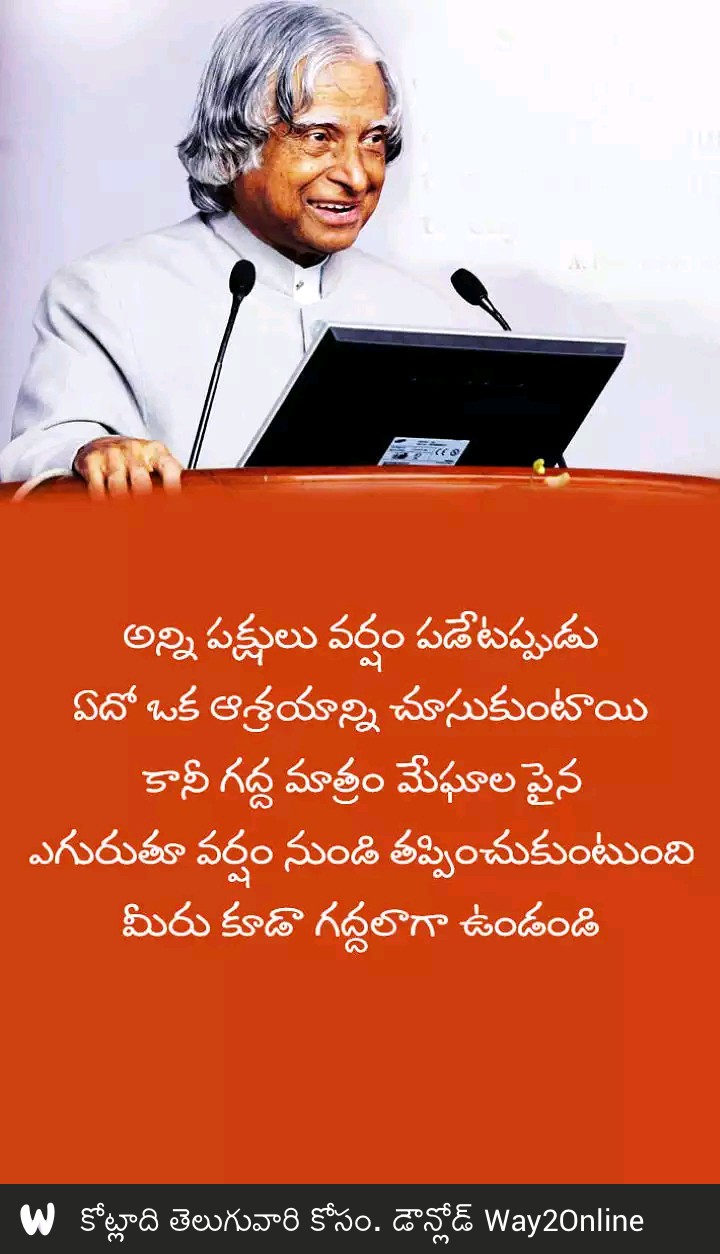 అన్ని పక్షులు వర్షం పడేటప్పుడు
ఏదో ఒక ఆశ్రయాన్ని చూసుకుంటాయి
కానీ గద్ద మాత్రం మేఘాల పైన
ఎగురుతూ వర్షం నుండి తప్పించుకుంటుంది
మీరు కూడా గద్దలాగా ఉండండి
W కోట్లాది తెలుగువారి కోసం. డౌన్లోడ్ Way2Online